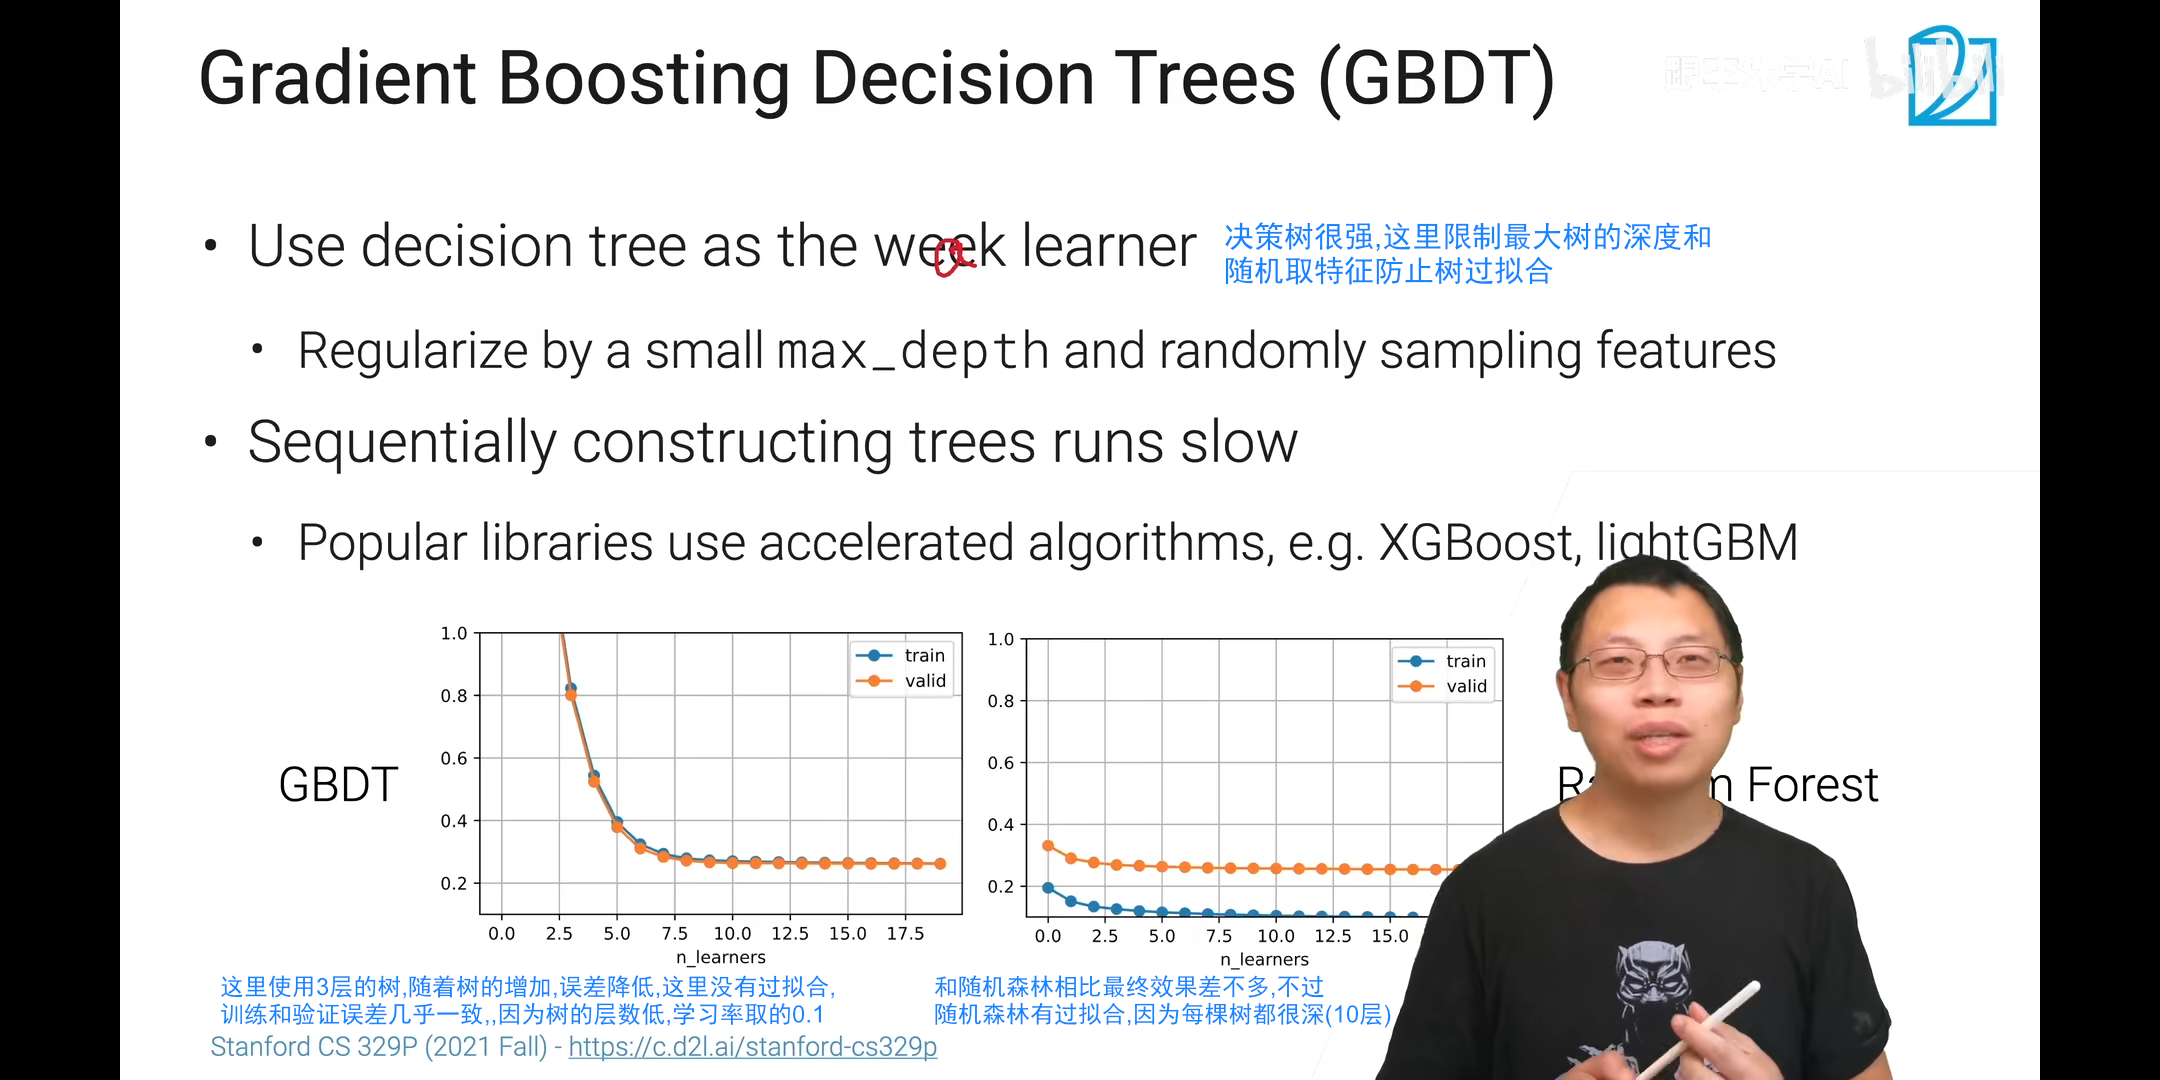 Gradient Boosting Decision Trees (GBDT)
跟李沐学AI bilibili
• Use decision tree as the week learner
a
决策树很强,这里限制最大树的深度和
随机取特征防止树过拟合
• Regularize by a small max_depth and randomly sampling features
• Sequentially constructing trees runs slow
• Popular libraries use accelerated algorithms, e.g. XGBoost, lightGBM
GBDT
1.0
0.8
0.6
0.4
0.2
train
valid
0.0 2.5 5.0 7.5 10.0 12.5 15.0 17.5
n_learners
1.0
0.8
0.6
0.4
0.2
train
valid
0.0 2.5 5.0 7.5 10.0 12.5 15.0
n_learners
Forest
这里使用3层的树,随着树的增加,误差降低,这里没有过拟合,
训练和验证误差几乎一致,,因为树的层数低,学习率取的0.1
和随机森林相比最终效果差不多,不过
随机森林有过拟合,因为每棵树都很深(10层)
Stanford CS 329P (2021 Fall) - https://c.d2l.ai/stanford-cs329p